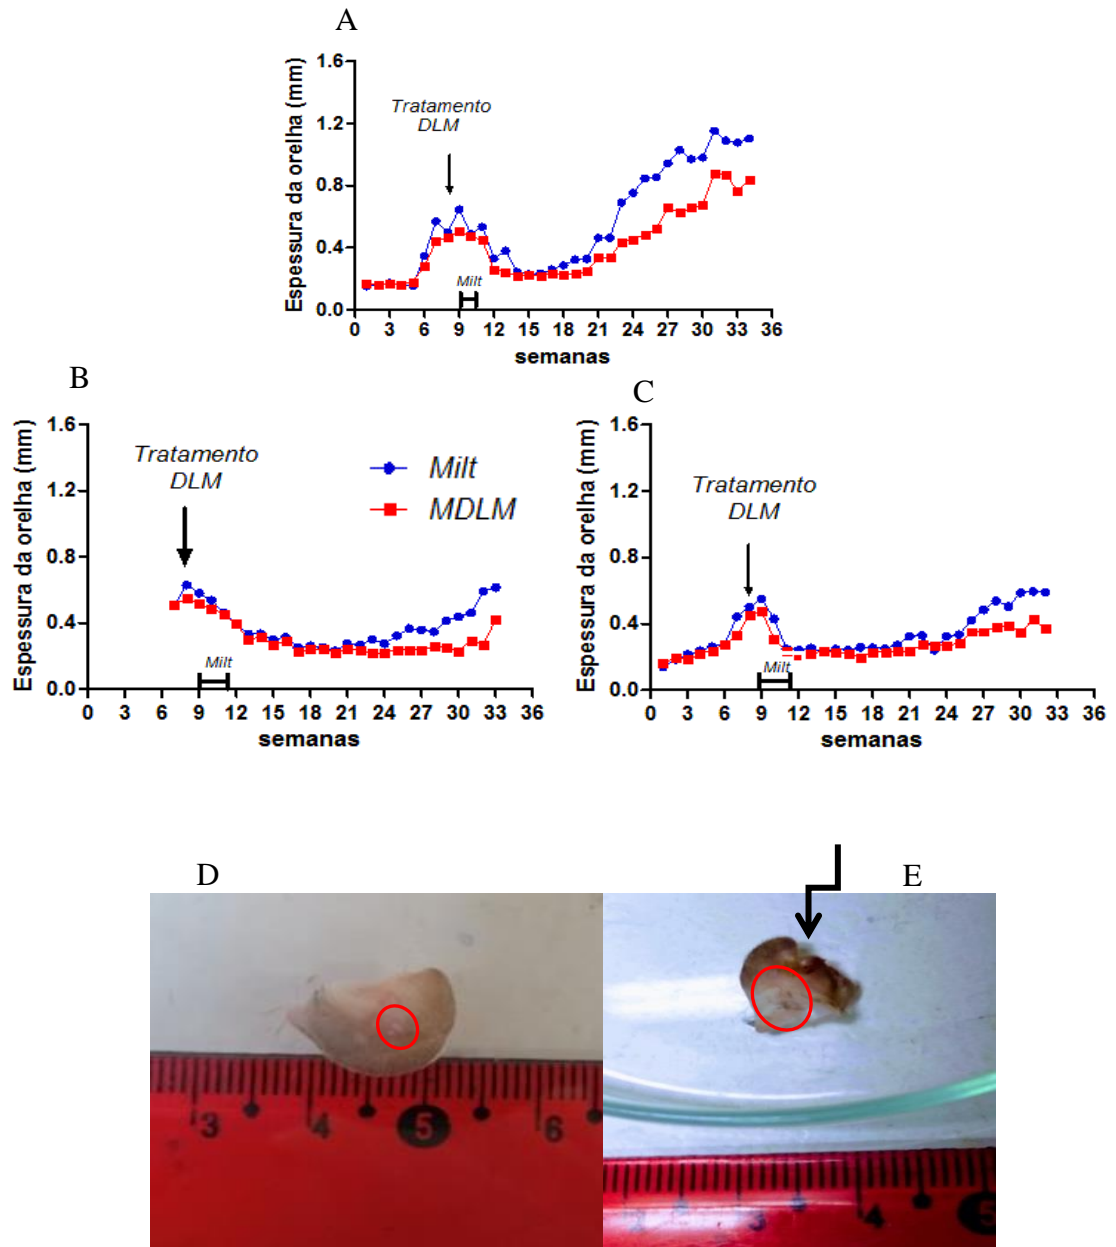 A
Espessura da orelha (mm)
1.6
1.2
0.8
0.4
0.0
Tratamento
DLM
Milt
0 3 6 9 12 15 18 21 24 27 30 33 36
semanas
B
Espessura da orelha (mm)
1.6
1.2
0.8
0.4
0.0
Tratamento
DLM
Milt
MDLM
Milt
0 3 6 9 12 15 18 21 24 27 30 33 36
semanas
C
Espessura da orelha (mm)
1.6
1.2
0.8
0.4
0.0
Tratamento
DLM
Milt
0 3 6 9 12 15 18 21 24 27 30 33 36
semanas
D
3 4 5 6
E
2 3 4 5